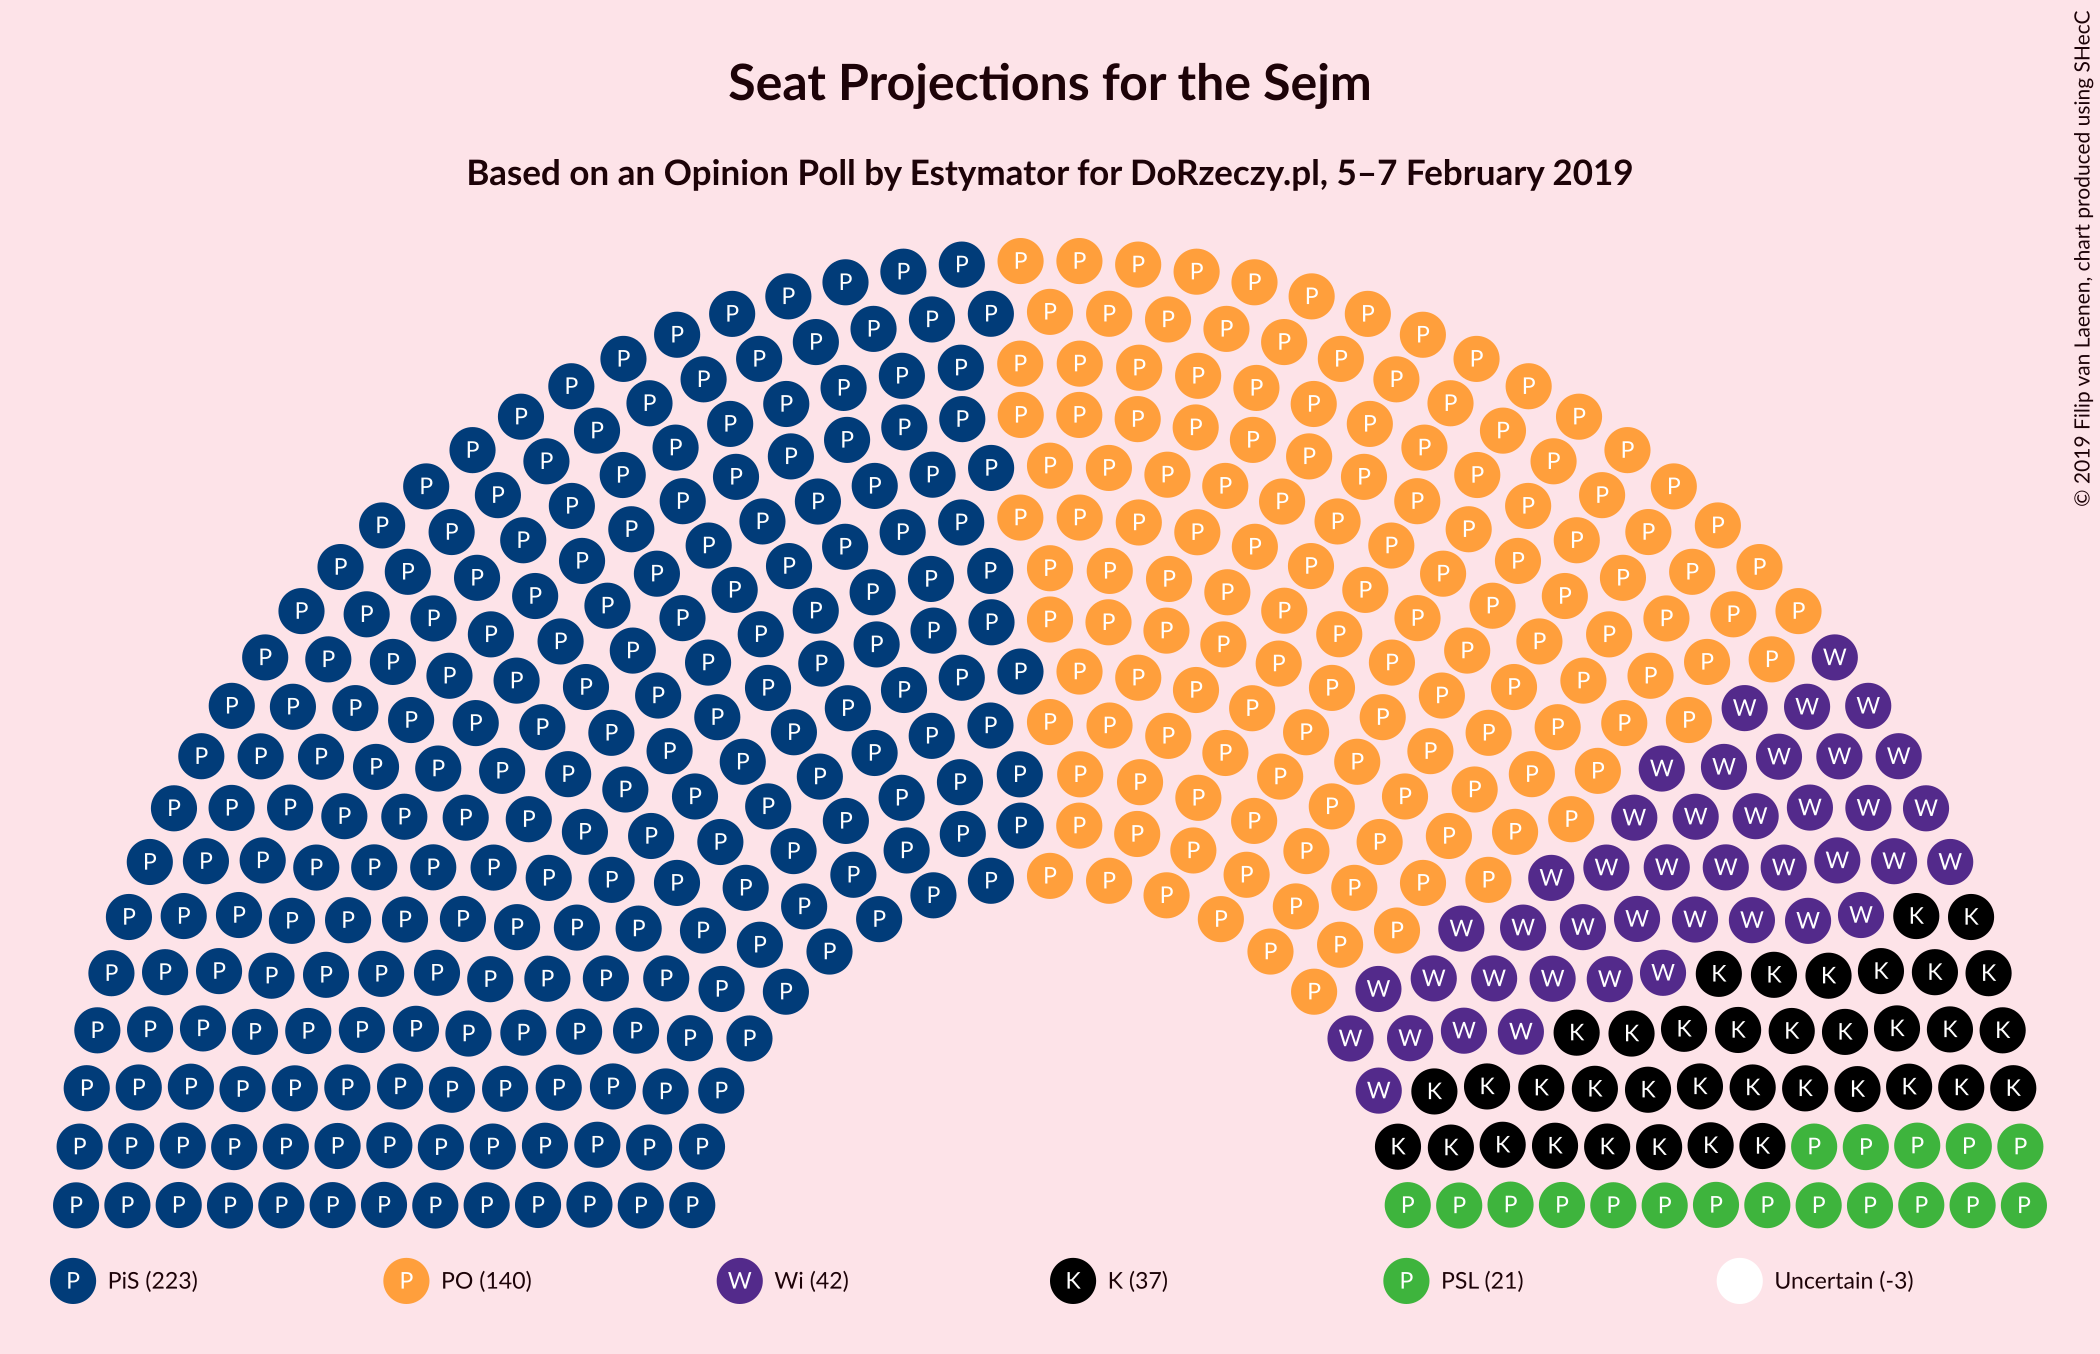 Seat Projections for the Sejm
Based on an Opinion Poll by Estymator for DoRzeczy.pl, 5–7 February 2019
© 2019 Filip van Laenen, chart produced using SHecC
P PiS (223)
P PO (140)
W Wi (42)
K K (37)
P PSL (21)
Uncertain (-3)